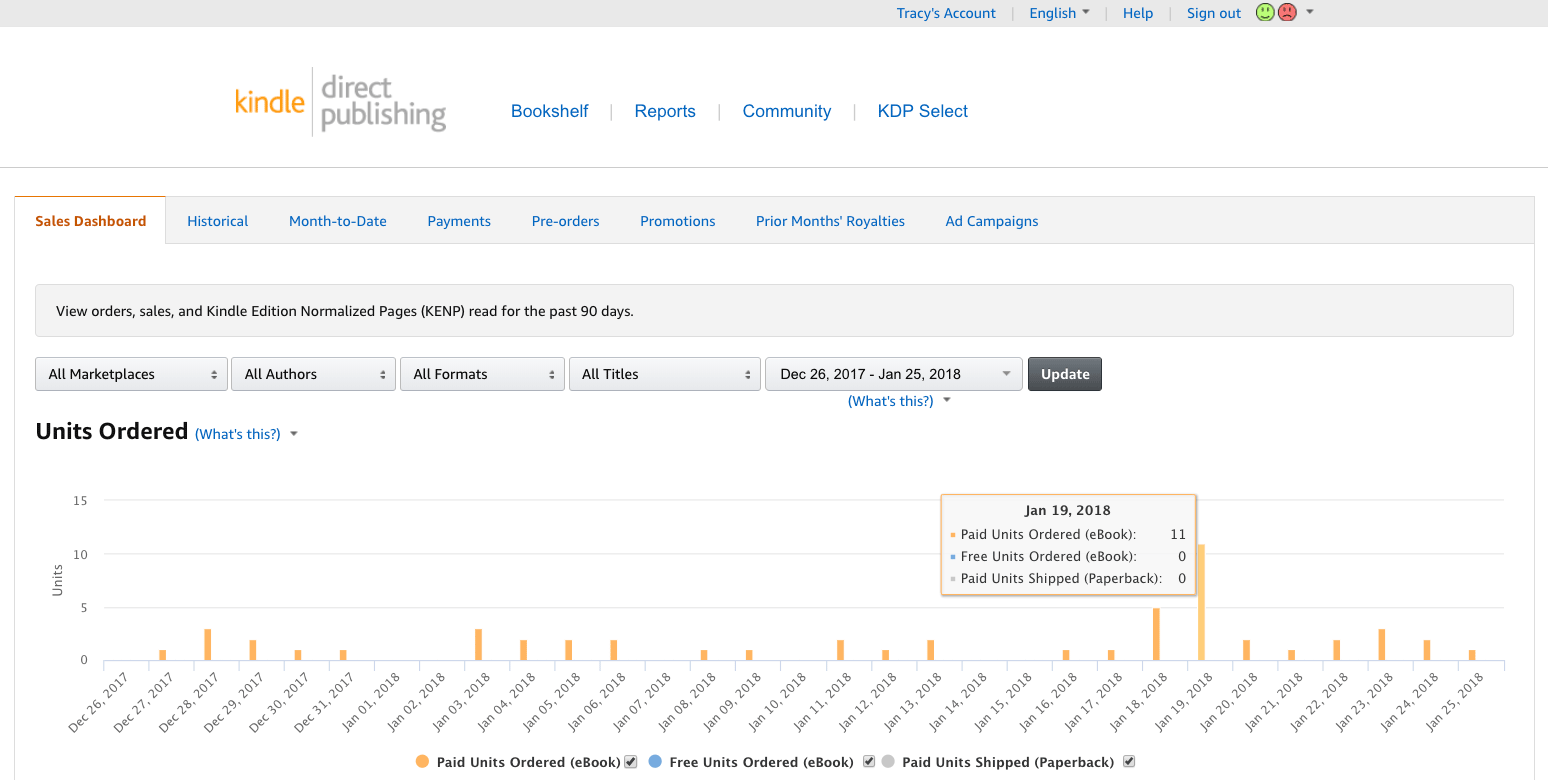 Tracy's Account | English | Help | Sign out
kindle direct publishing
Bookshelf | Reports | Community | KDP Select
Sales Dashboard Historical Month-to-Date Payments Pre-orders Promotions Prior Months' Royalties Ad Campaigns
View orders, sales, and Kindle Edition Normalized Pages (KENP) read for the past 90 days.
All Marketplaces All Authors All Formats All Titles Dec 26, 2017 - Jan 25, 2018 Update
(What's this?)
Units Ordered (What's this?)
15
10
5
0
Units
Jan 19, 2018
Paid Units Ordered (eBook): 11
Free Units Ordered (eBook): 0
Paid Units Shipped (Paperback): 0
Dec 26, 2017
Dec 27, 2017
Dec 28, 2017
Dec 29, 2017
Dec 30, 2017
Dec 31, 2017
Jan 01, 2018
Jan 02, 2018
Jan 03, 2018
Jan 04, 2018
Jan 05, 2018
Jan 06, 2018
Jan 07, 2018
Jan 08, 2018
Jan 09, 2018
Jan 10, 2018
Jan 11, 2018
Jan 12, 2018
Jan 13, 2018
Jan 14, 2018
Jan 15, 2018
Jan 16, 2018
Jan 17, 2018
Jan 18, 2018
Jan 19, 2018
Jan 20, 2018
Jan 21, 2018
Jan 22, 2018
Jan 23, 2018
Jan 24, 2018
Jan 25, 2018
Paid Units Ordered (eBook) Free Units Ordered (eBook) Paid Units Shipped (Paperback)